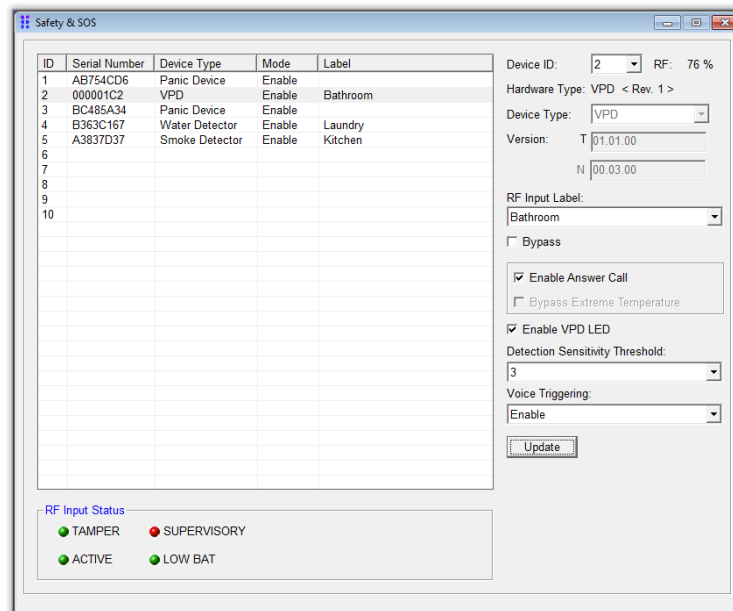 Safety & SOS
ID Serial Number Device Type Mode Label
1 AB754CD6 Panic Device Enable
2 000001C2 VPD Enable Bathroom
3 BC485A34 Panic Device Enable
4 B363C167 Water Detector Enable Laundry
5 A3837D37 Smoke Detector Enable Kitchen
6
7
8
9
10
Device ID: 2 RF: 76 %
Hardware Type: VPD < Rev. 1 >
Device Type: VPD
Version: T 01.01.00
N 00.03.00
RF Input Label:
Bathroom
Bypass
Enable Answer Call
Bypass Extreme Temperature
Enable VPD LED
Detection Sensitivity Threshold:
3
Voice Triggering:
Enable
Update
RF Input Status
TAMPER SUPERVISORY
ACTIVE LOW BAT